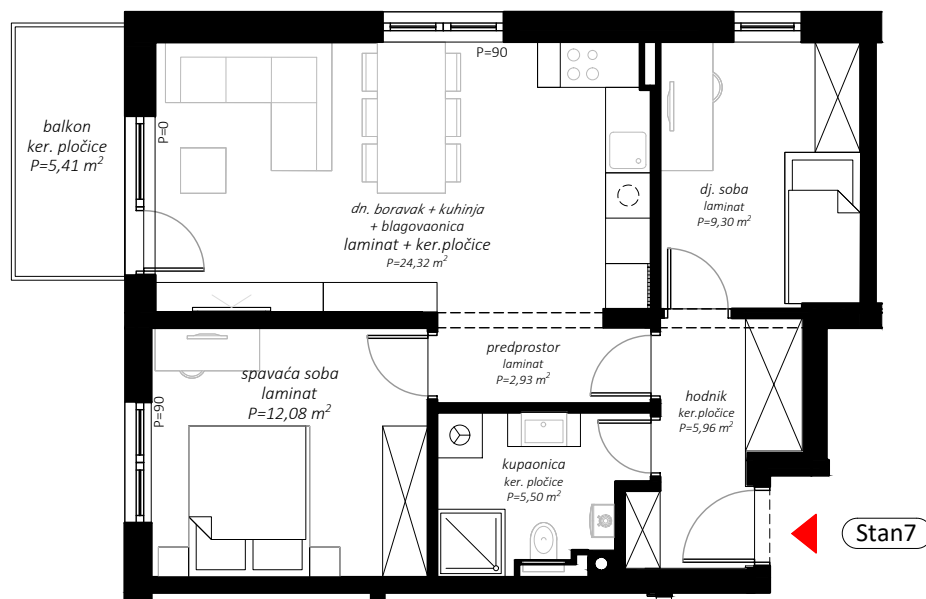 P=90
balkon
ker. pločice
P=5,41 m²
P=0
dn. boravak + kuhinja
+ blagovaonica
laminat + ker.pločice
P=24,32 m²
dj. soba
laminat
P=9,30 m²
spavaća soba
laminat
P=12,08 m²
P=90
predprostor
laminat
P=2,93 m²
hodnik
ker.pločice
P=5,96 m²
kupaonica
ker. pločice
P=5,50 m²
Stan7